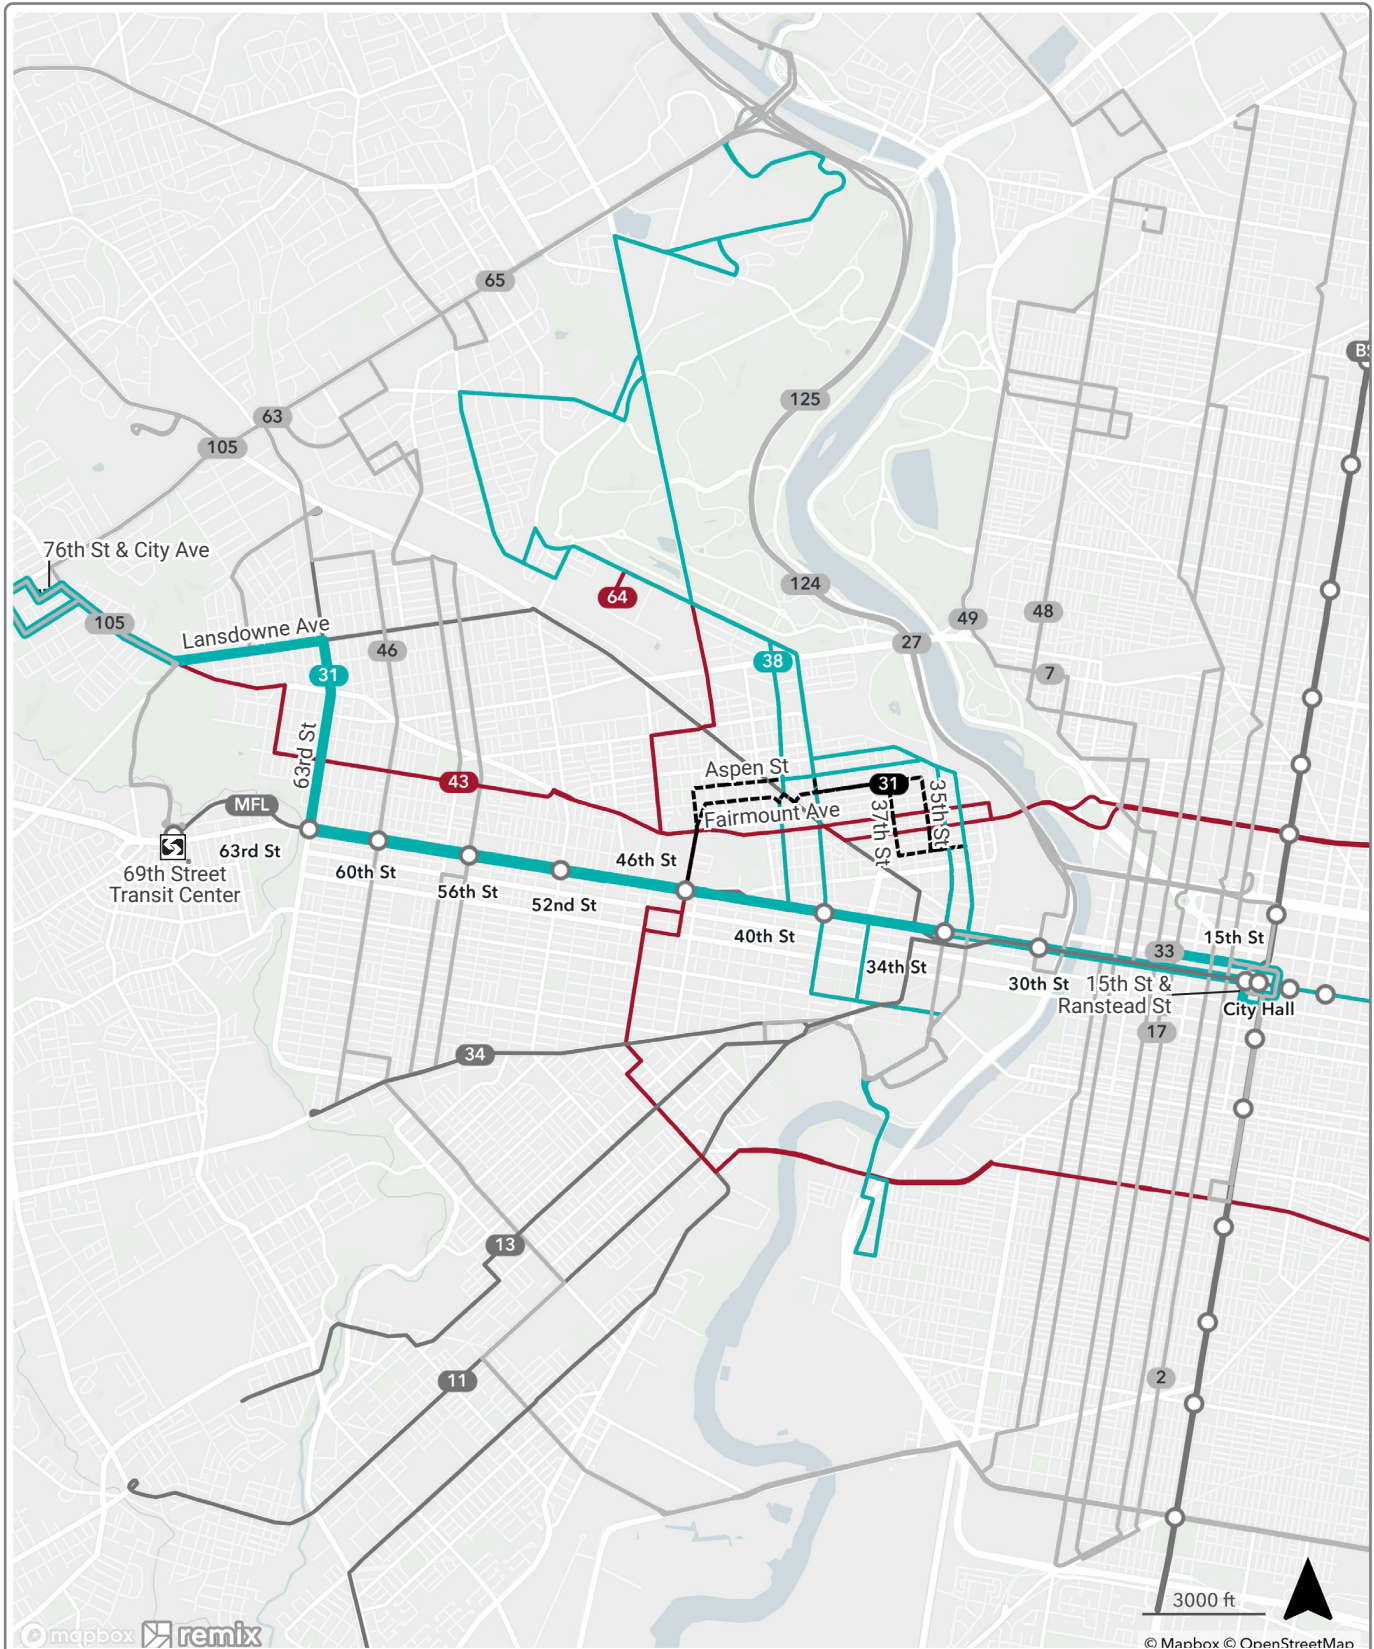 65
B
125
63
105
76th St & City Ave
124
64
105
Lansdowne Ave
49
48
46
27
38
31
7
63rd St
Aspen St
43
31
MFL
Fairmount Ave
37th St
35th St
63rd St
46th St
69th Street
Transit Center
60th St
56th St
52nd St
40th St
15th St
33
34th St
30th St
15th St &
Ranstead St
City Hall
17
34
13
2
11
3000 ft
mapbox
remix
© Mapbox © OpenStreetMap